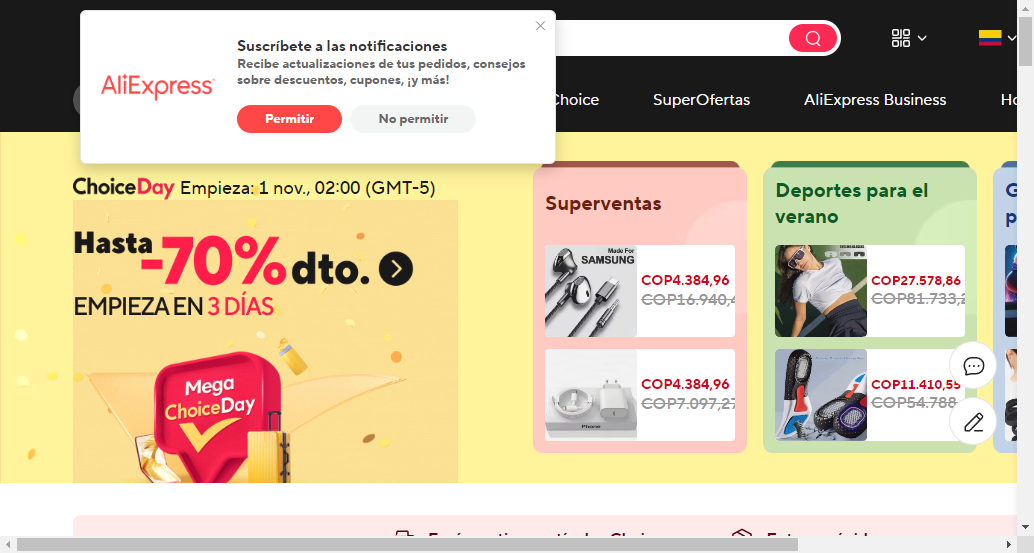 Suscríbete a las notificaciones
Recibe actualizaciones de tus pedidos, consejos
sobre descuentos, cupones, ¡y más!
AliExpress
Permitir
No permitir
Choice
SuperOfertas
AliExpress Business
ChoiceDay Empieza: 1 nov., 02:00 (GMT-5)
Hasta
-70% dto.
EMPIEZA EN 3 DÍAS
Mega
ChoiceDay
Superventas
Made For
SAMSUNG
COP4.384,96
COP16.940,4
COP4.384,96
COP7.097,27
Deportes para el
verano
COP27.578,86
COP81.733,2
COP11.410,55
COP54.788